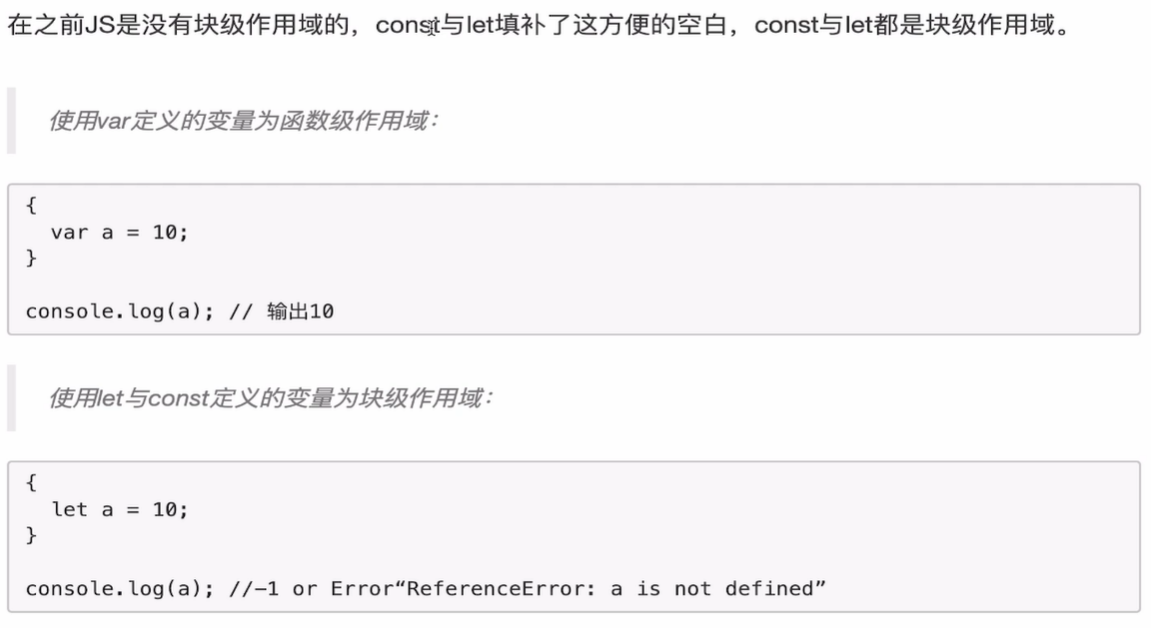 在之前JS是没有块级作用域的，const与let填补了这方便的空白，const与let都是块级作用域。
使用var定义的变量为函数级作用域：
{
  var a = 10;
}
console.log(a); // 输出10
使用let与const定义的变量为块级作用域：
{
  let a = 10;
}
console.log(a); //—1 or Error“ReferenceError: a is not defined”